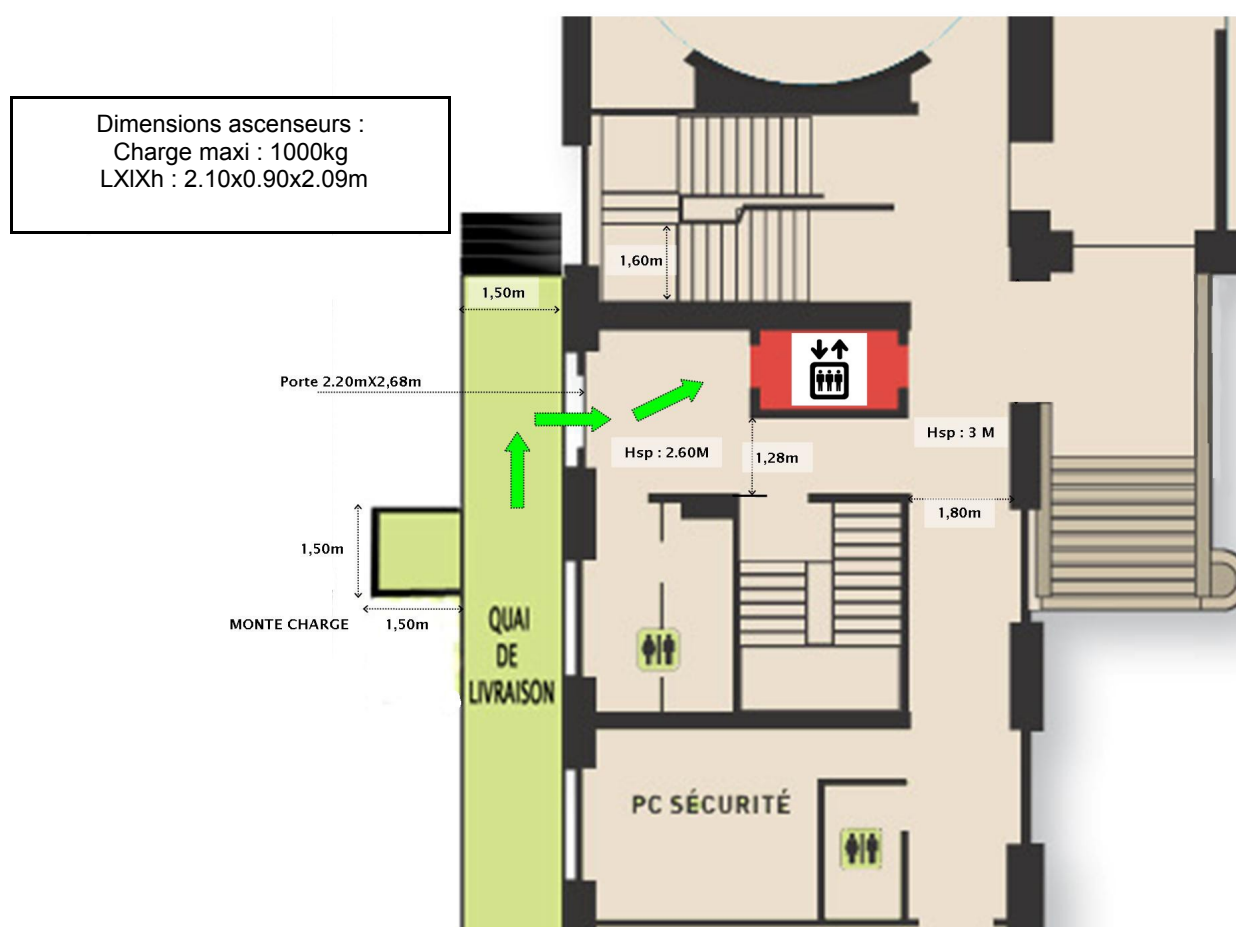 Dimensions ascenseurs :
Charge maxi : 1000kg
LXlXh : 2.10x0.90x2.09m
1,60m
1,50m
Porte 2.20mX2,68m
Hsp : 2.60M
1,28m
Hsp : 3 M
1,80m
1,50m
MONTE CHARGE
1,50m
QUAI
DE
LIVRAISON
PC SÉCURITÉ